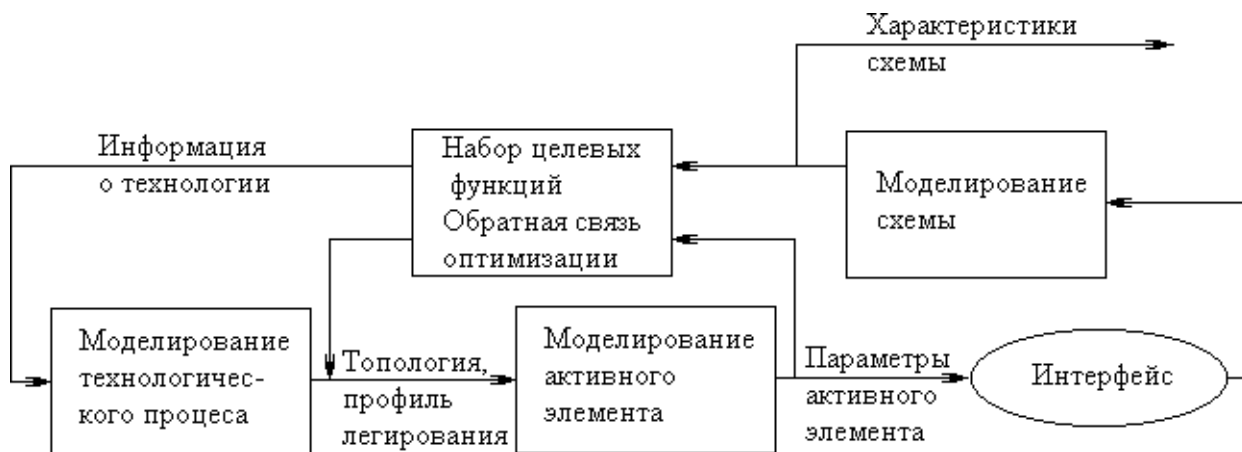 Характеристики
схемы
Информация
о технологии
Набор целевых
функций
Обратная связь
оптимизации
Моделирование
схемы
Моделирование
технологичес-
кого процеса
Топология,
профиль
легирования
Моделирование
активного
элемента
Параметры
активного
элемента
Интерфейс